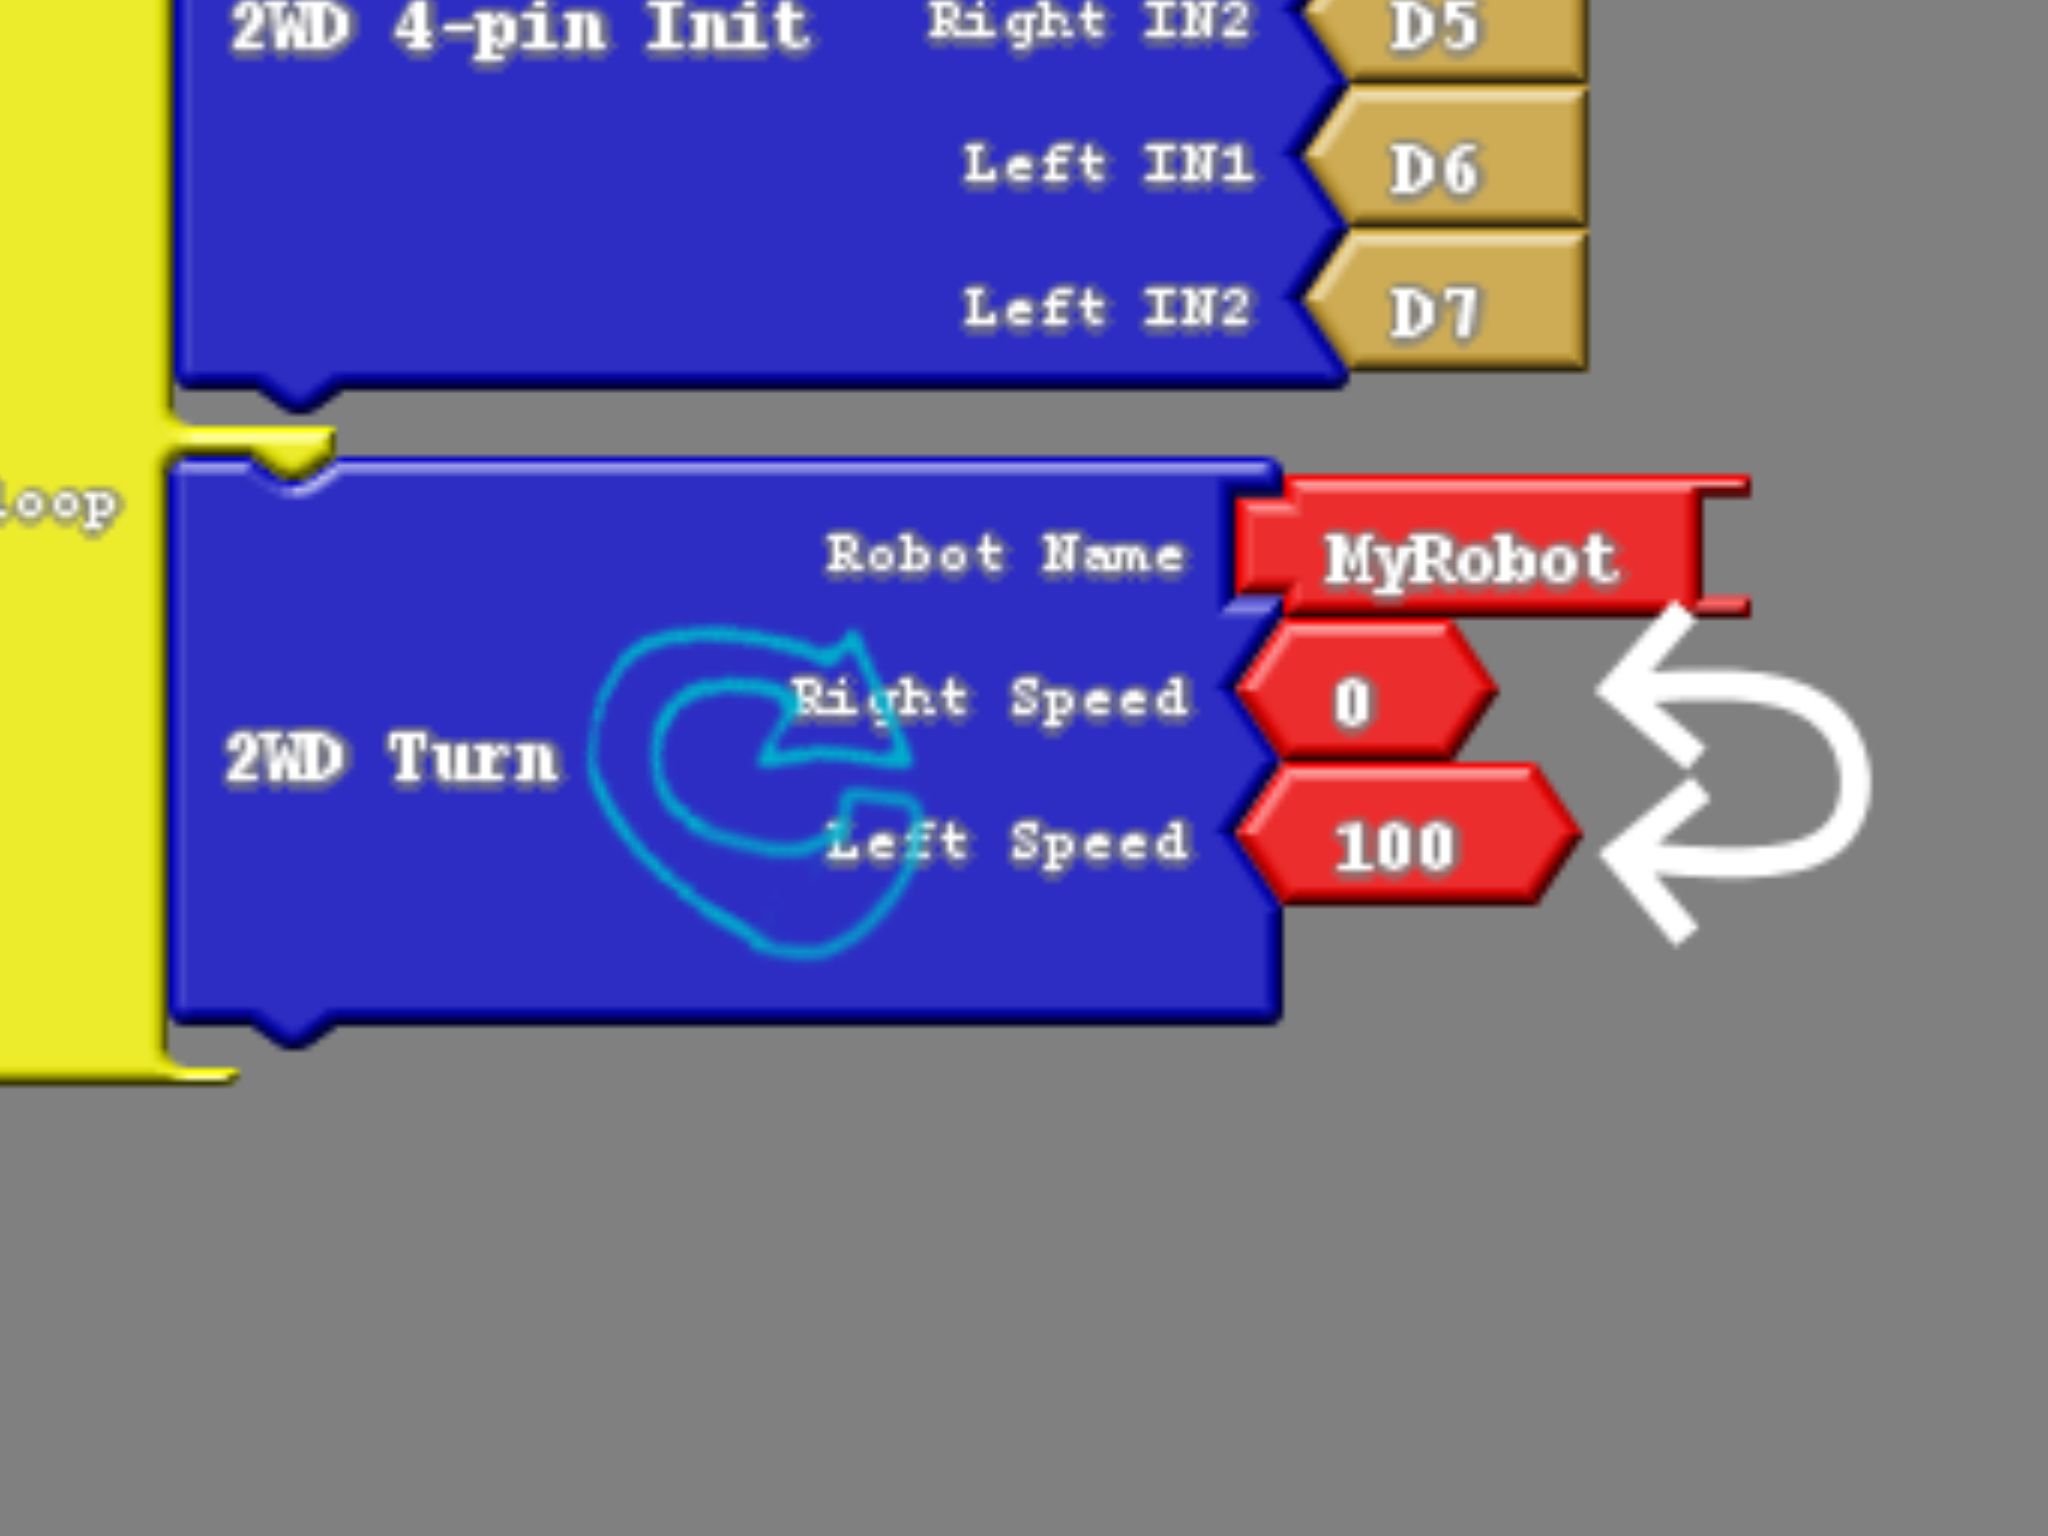 2WD 4-pin Init Right IN2 D5
Left IN1 D6
Left IN2 D7
loop
Robot Name MyRobot
Right Speed 0
2WD Turn
Left Speed 100